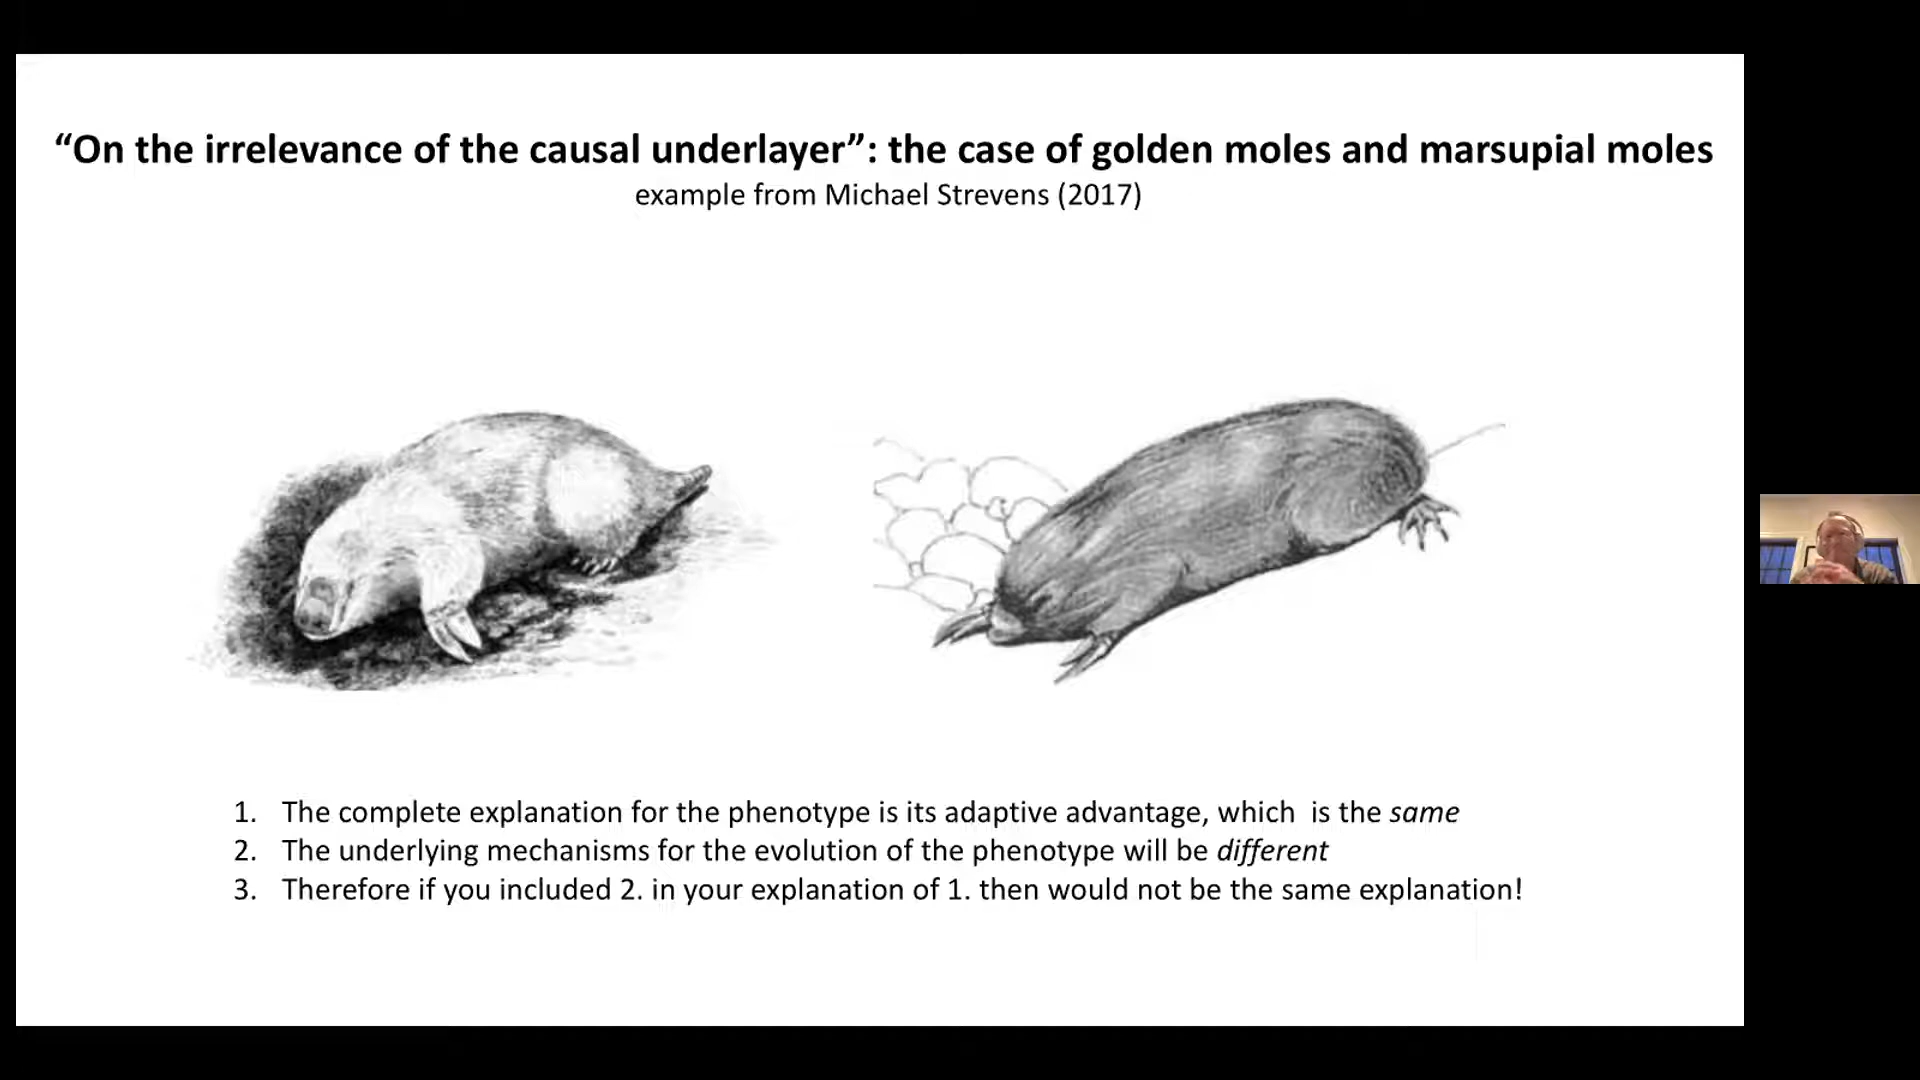 “On the irrelevance of the causal underlayer”: the case of golden moles and marsupial moles
example from Michael Strevens (2017)
1. The complete explanation for the phenotype is its adaptive advantage, which  is the same
2. The underlying mechanisms for the evolution of the phenotype will be different
3. Therefore if you included 2. in your explanation of 1. then would not be the same explanation!